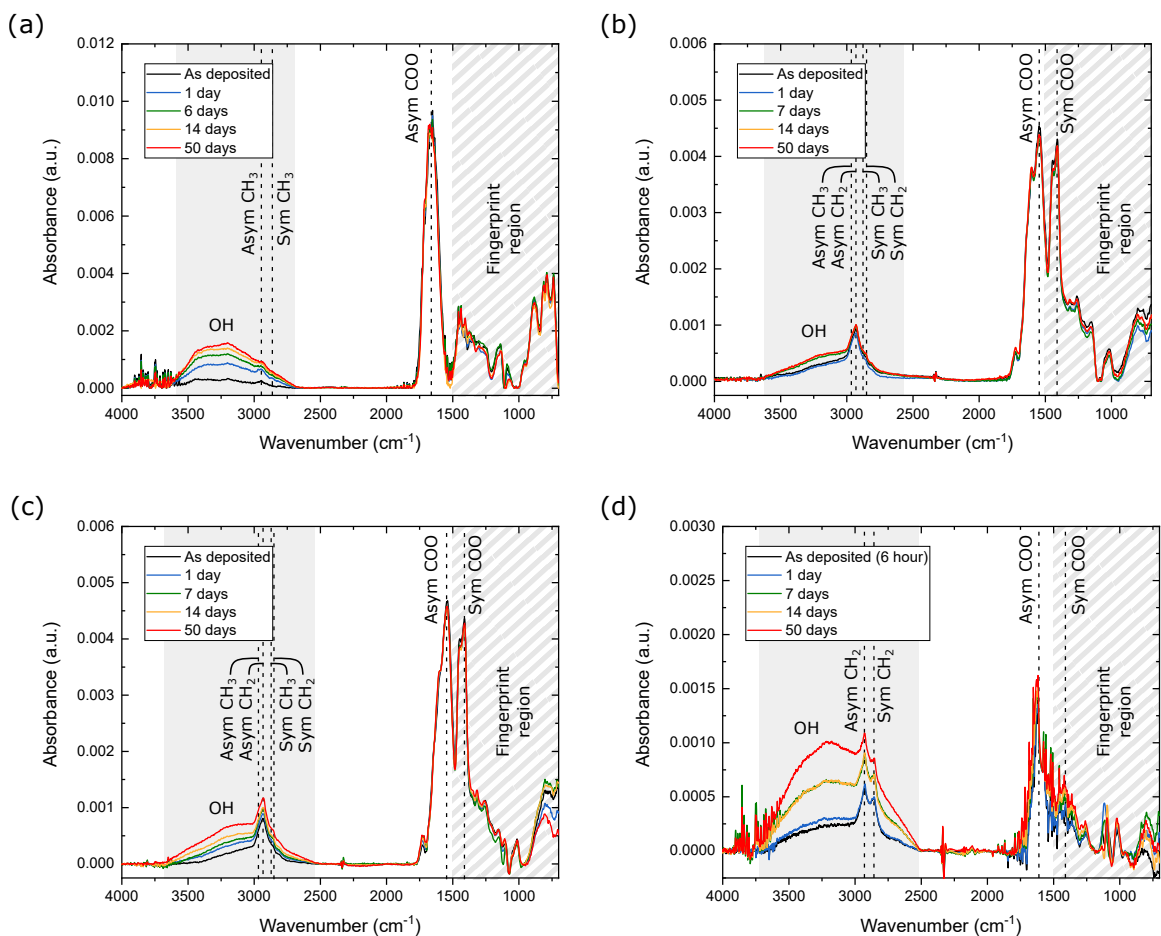 (a)
0.012
0.010
0.008
0.006
0.004
0.002
0.000
Absorbance (a.u.)
As deposited
1 day
6 days
14 days
50 days
OH
Asym CH3
Sym CH3
Asym COO
Fingerprint
region
4000 3500 3000 2500 2000 1500 1000
Wavenumber (cm-1)
(b)
0.006
0.005
0.004
0.003
0.002
0.001
0.000
Absorbance (a.u.)
As deposited
1 day
7 days
14 days
50 days
OH
Asym CH3
Asym CH2
Sym CH3
Sym CH2
Asym COO
Sym COO
Fingerprint
region
4000 3500 3000 2500 2000 1500 1000
Wavenumber (cm-1)
(c)
0.006
0.005
0.004
0.003
0.002
0.001
0.000
Absorbance (a.u.)
As deposited
1 day
7 days
14 days
50 days
OH
Asym CH3
Asym CH2
Sym CH3
Sym CH2
Asym COO
Sym COO
Fingerprint
region
4000 3500 3000 2500 2000 1500 1000
Wavenumber (cm-1)
(d)
0.0030
0.0025
0.0020
0.0015
0.0010
0.0005
0.0000
Absorbance (a.u.)
As deposited (6 hour)
1 day
7 days
14 days
50 days
OH
Asym CH2
Sym CH2
Asym COO
Sym COO
Fingerprint
region
4000 3500 3000 2500 2000 1500 1000
Wavenumber (cm-1)